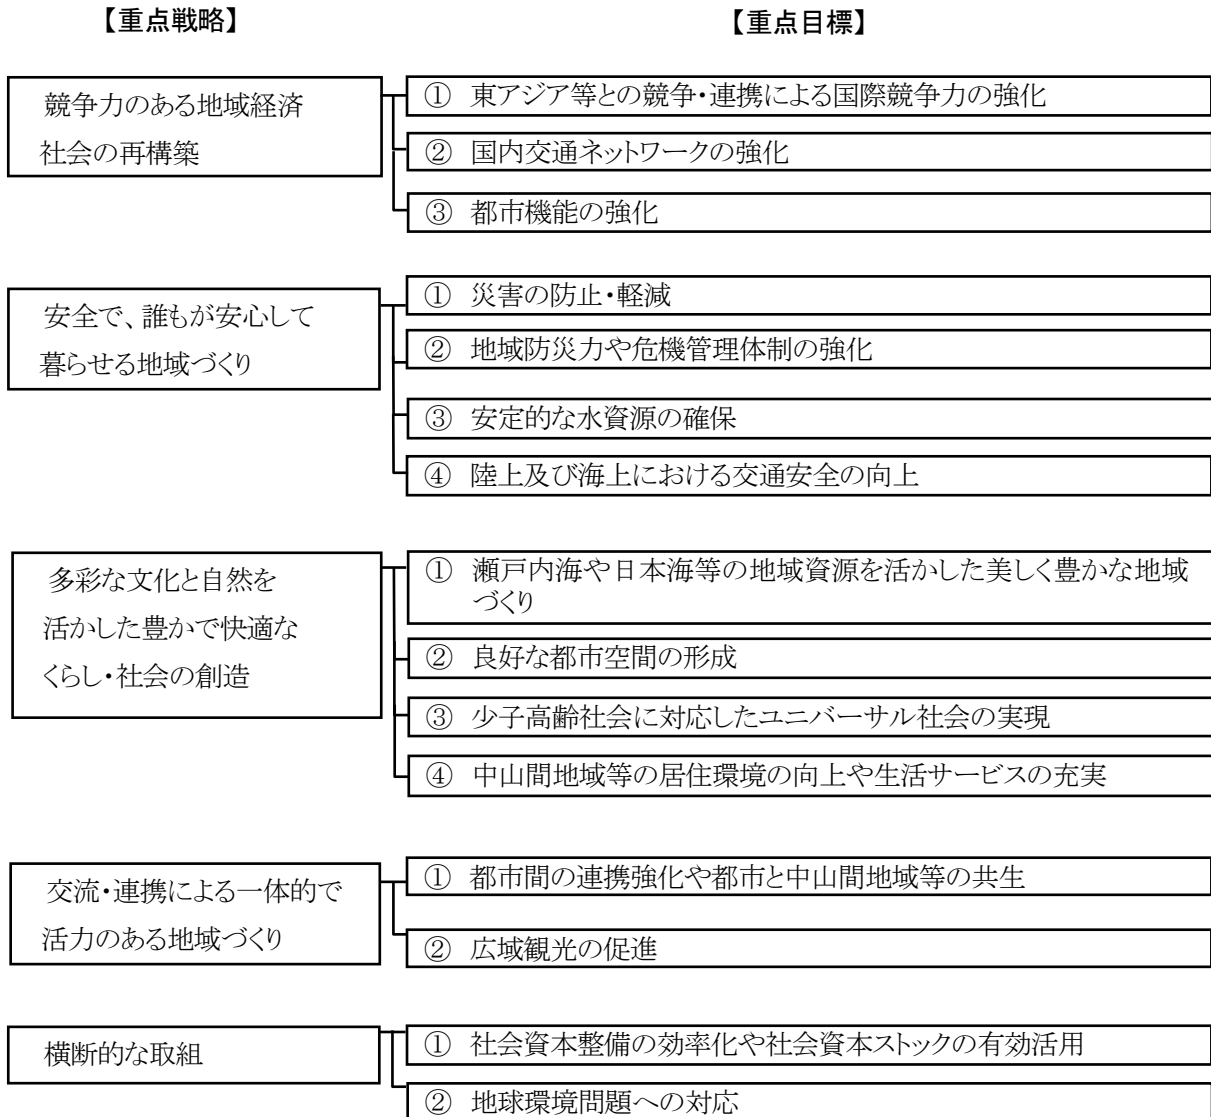 【重点戦略】
【重点目標】
競争力のある地域経済
社会の再構築
① 東アジア等との競争・連携による国際競争力の強化
② 国内交通ネットワークの強化
③ 都市機能の強化
安全で、誰もが安心して
暮らせる地域づくり
① 災害の防止・軽減
② 地域防災力や危機管理体制の強化
③ 安定的な水資源の確保
④ 陸上及び海上における交通安全の向上
多彩な文化と自然を
活かした豊かで快適な
くらし・社会の創造
① 瀬戸内海や日本海等の地域資源を活かした美しく豊かな地域
づくり
② 良好な都市空間の形成
③ 少子高齢社会に対応したユニバーサル社会の実現
④ 中山間地域等の居住環境の向上や生活サービスの充実
交流・連携による一体的で
活力のある地域づくり
① 都市間の連携強化や都市と中山間地域等の共生
② 広域観光の促進
横断的な取組
① 社会資本整備の効率化や社会資本ストックの有効活用
② 地球環境問題への対応